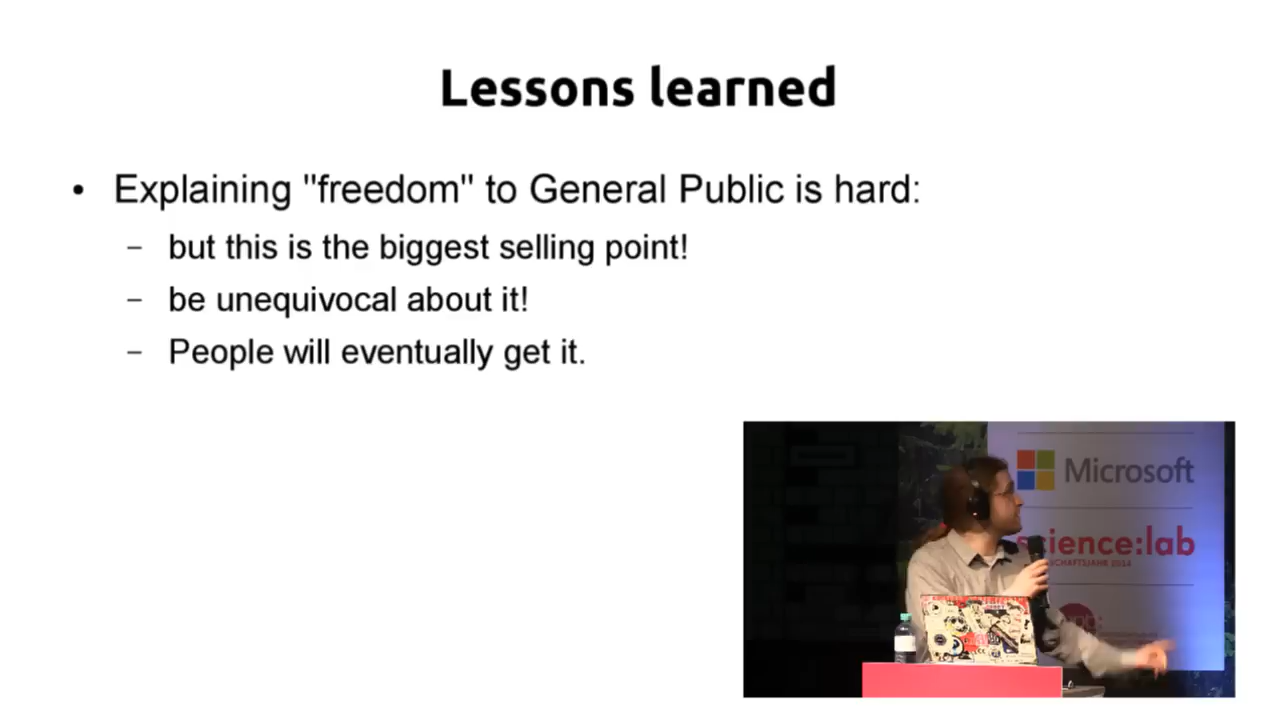 Lessons learned
• Explaining "freedom" to General Public is hard:
– but this is the biggest selling point!
– be unequivocal about it!
– People will eventually get it.
Microsoft
science:lab